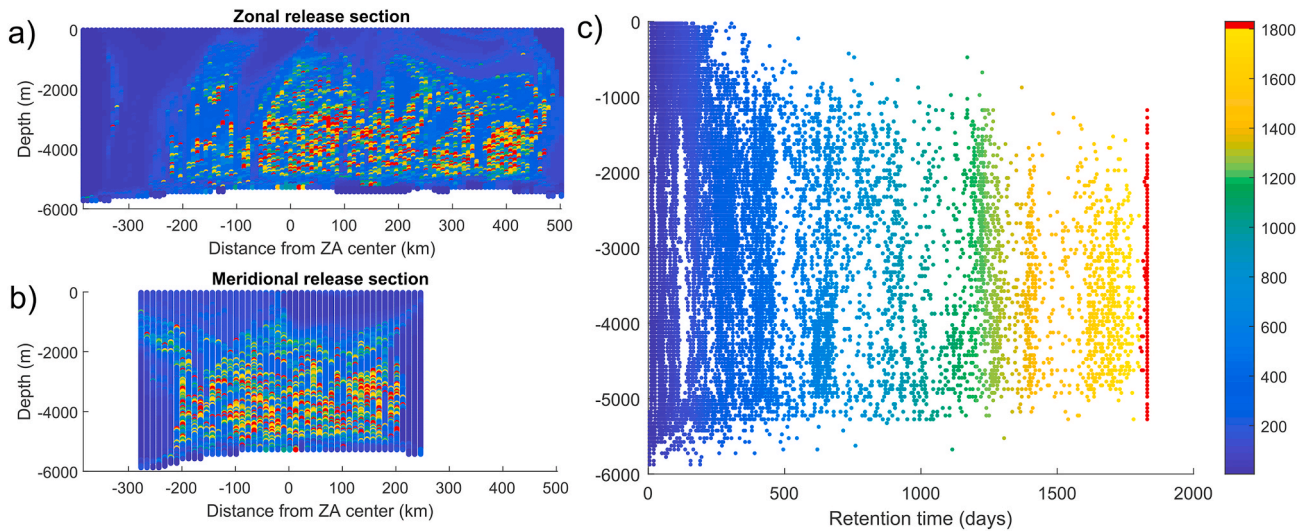 a)
Zonal release section
0
-2000
-4000
-6000
Depth (m)
-300 -200 -100 0 100 200 300 400 500
Distance from ZA center (km)
b)
Meridional release section
0
-2000
-4000
-6000
Depth (m)
-300 -200 -100 0 100 200 300 400 500
Distance from ZA center (km)
c)
0
-1000
-2000
-3000
-4000
-5000
-6000
0 500 1000 1500 2000
Retention time (days)
1800
1600
1400
1200
1000
800
600
400
200